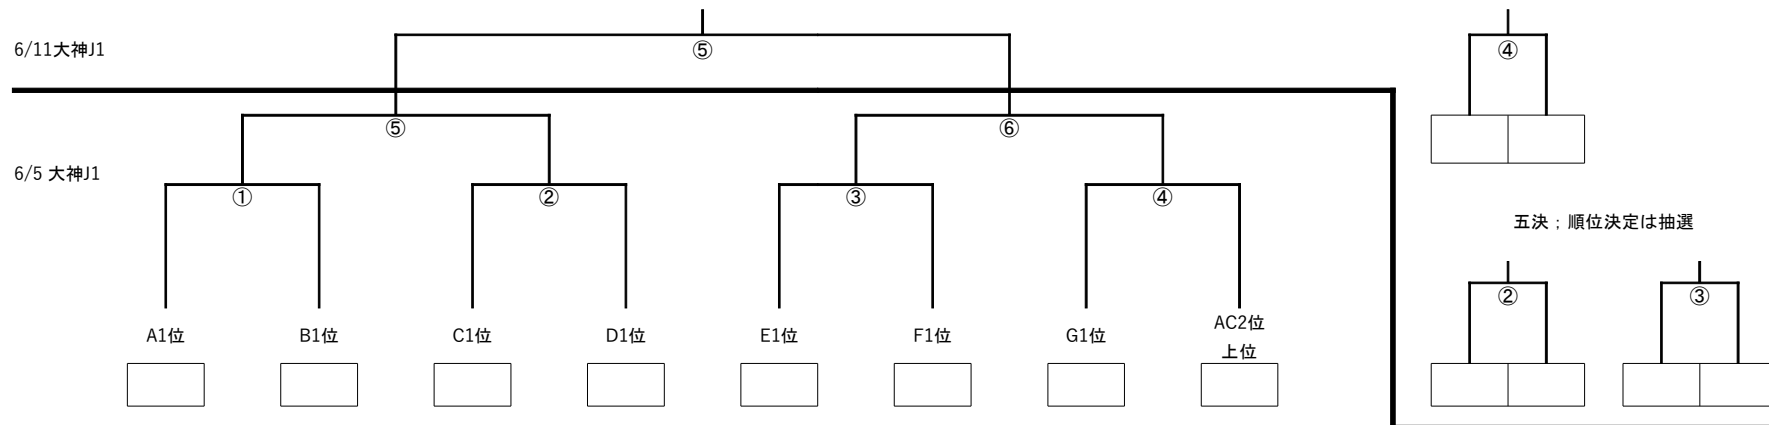 6/11大神J1
⑤
④
⑤
⑥
6/5 大神J1
①
②
③
④
五決；順位決定は抽選
②
③
A1位
B1位
C1位
D1位
E1位
F1位
G1位
AC2位
上位